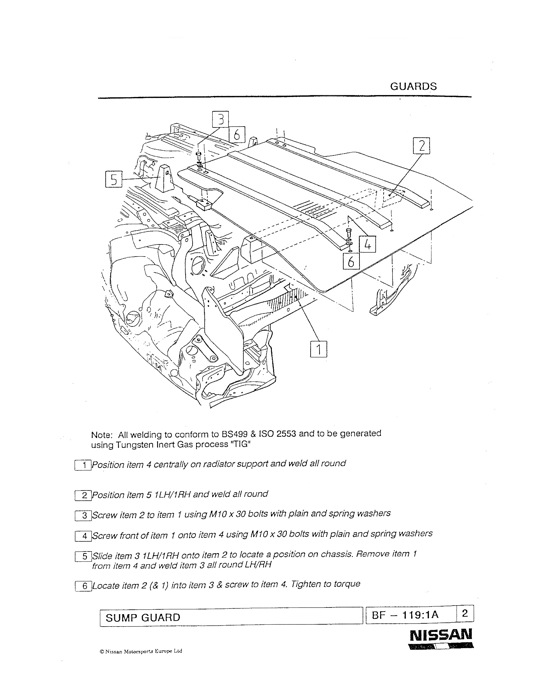 GUARDS
3
6
2
5
4
6
1
Note: All welding to conform to BS499 & ISO 2553 and to be generated
using Tungsten Inert Gas process "TIG"
1 Position item 4 centrally on radiator support and weld all round
2 Position item 5 1LH/1RH and weld all round
3 Screw item 2 to item 1 using M10 x 30 bolts with plain and spring washers
4 Screw front of item 1 onto item 4 using M10 x 30 bolts with plain and spring washers
5 Slide item 3 1LH/1RH onto item 2 to locate a position on chassis. Remove item 1
from item 4 and weld item 3 all round LH/RH
6 Locate item 2 (& 1) into item 3 & screw to item 4. Tighten to torque
SUMP GUARD
BF – 119:1A 2
NISSAN
© Nissan Motorsports Europe Ltd